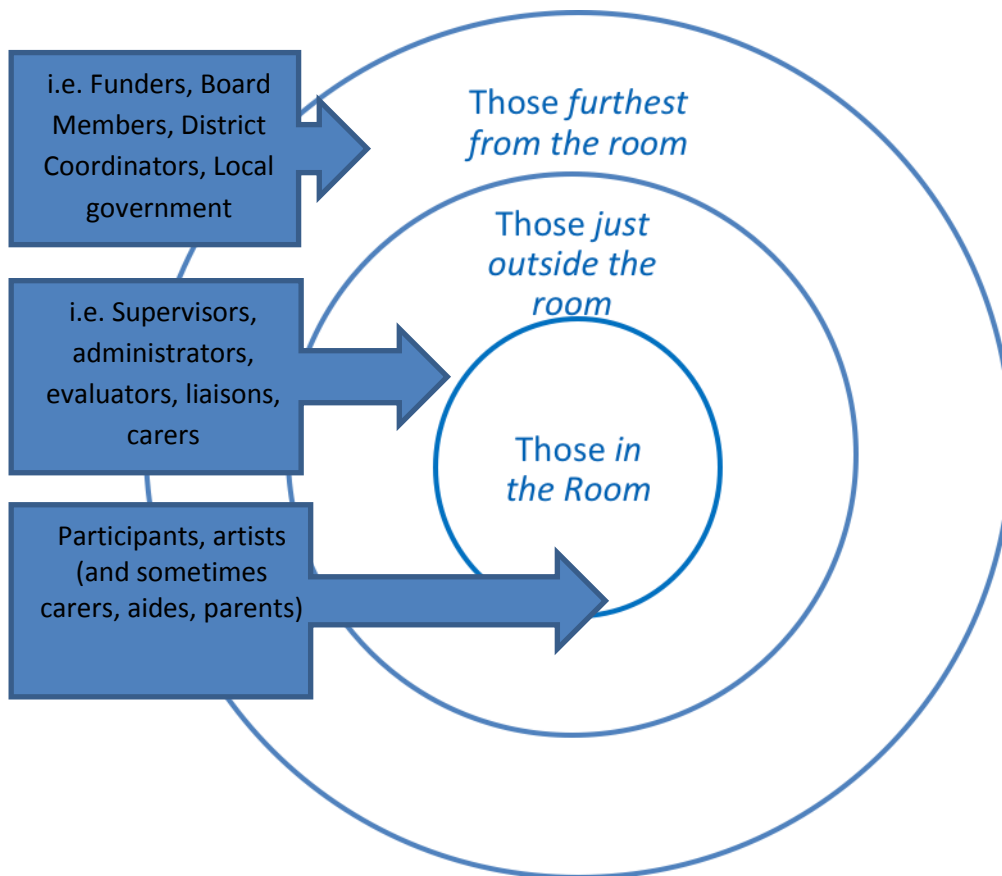 i.e. Funders, Board
Members, District
Coordinators, Local
government
Those furthest
from the room
Those just
outside the
room
i.e. Supervisors,
administrators,
evaluators, liaisons,
carers
Those in
the Room
Participants, artists
(and sometimes
carers, aides, parents)